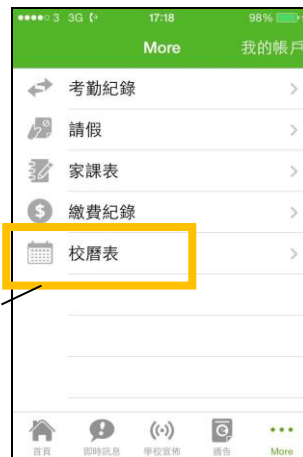 3 3G 17:18 98%
More 我的帳戶
考勤紀錄
請假
家課表
繳費紀錄
校曆表
首頁 即時訊息 學校宣佈 通告 More